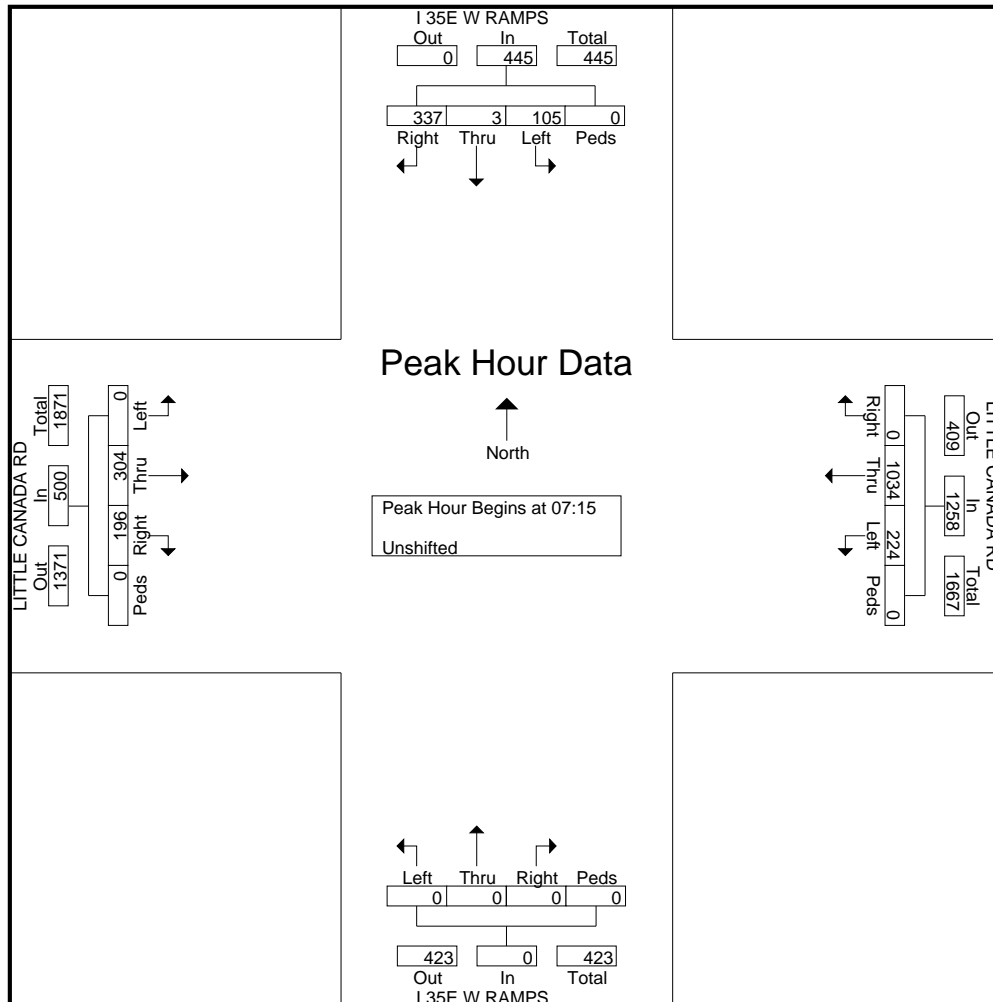 I 35E W RAMPS
Out In Total
0 445 445
337 3 105 0
Right Thru Left Peds
Peak Hour Data
North
Peak Hour Begins at 07:15
Unshifted
LITTLE CANADA RD
Total In Out
1871 500 1371
0 304 196 0
Left Thru Right Peds
Right Thru Left Peds
0 1034 224 0
409 1258 1667
Out In Total
LITTLE CANADA RD
Left Thru Right Peds
0 0 0 0
423 0 423
Out In Total
I 35E W RAMPS